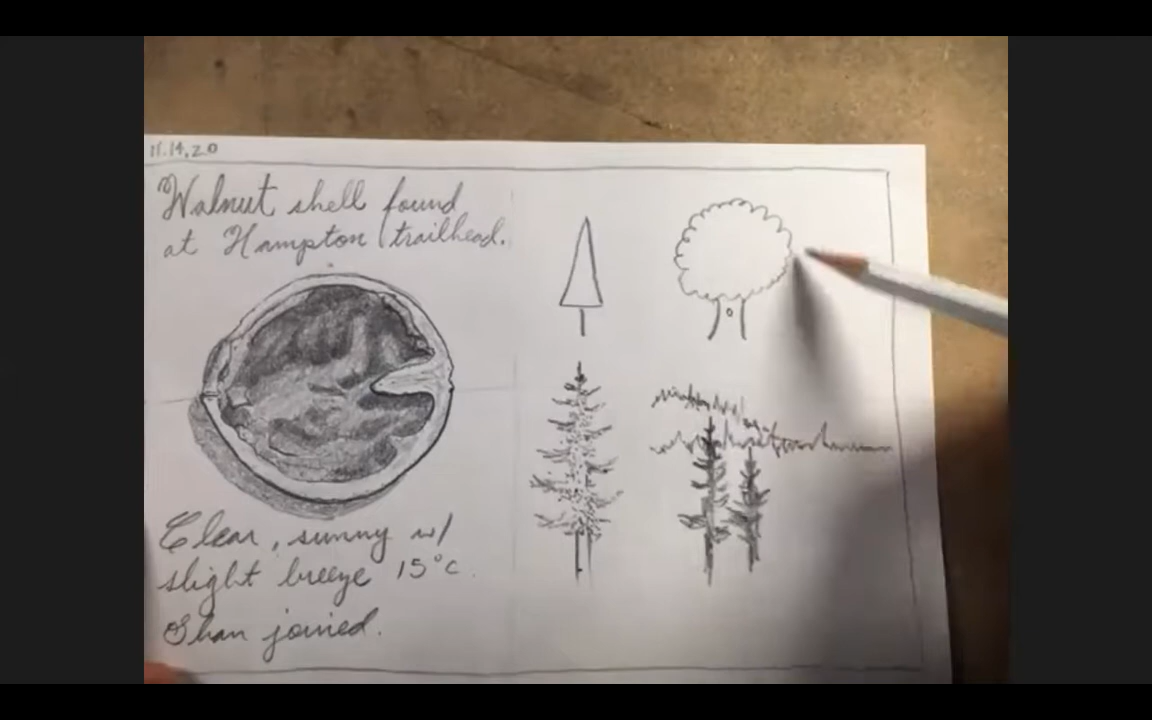 11.14.20
Walnut shell found
at Hampton trailhead.
Clear, sunny w/
slight breeze 15°c.
Shan joined.